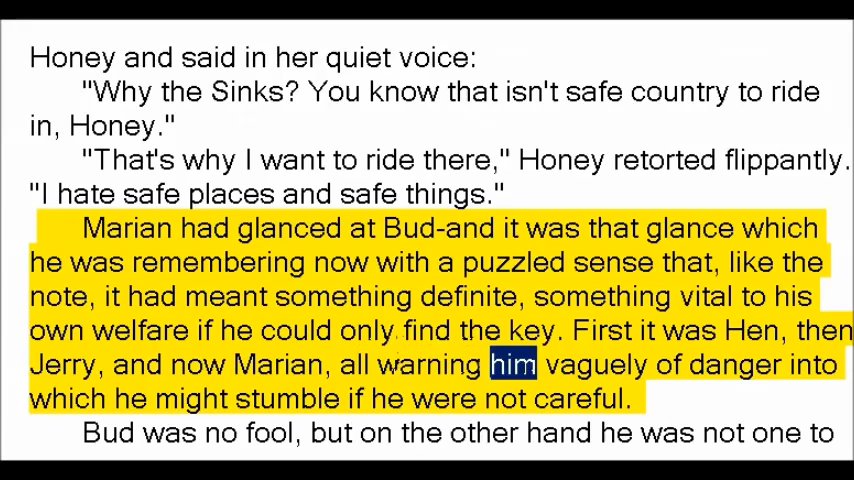 Honey and said in her quiet voice:
"Why the Sinks? You know that isn't safe country to ride
in, Honey."
"That's why I want to ride there," Honey retorted flippantly.
"I hate safe places and safe things."
Marian had glanced at Bud-and it was that glance which
he was remembering now with a puzzled sense that, like the
note, it had meant something definite, something vital to his
own welfare if he could only find the key. First it was Hen, then
Jerry, and now Marian, all warning him vaguely of danger into
which he might stumble if he were not careful.
Bud was no fool, but on the other hand he was not one to